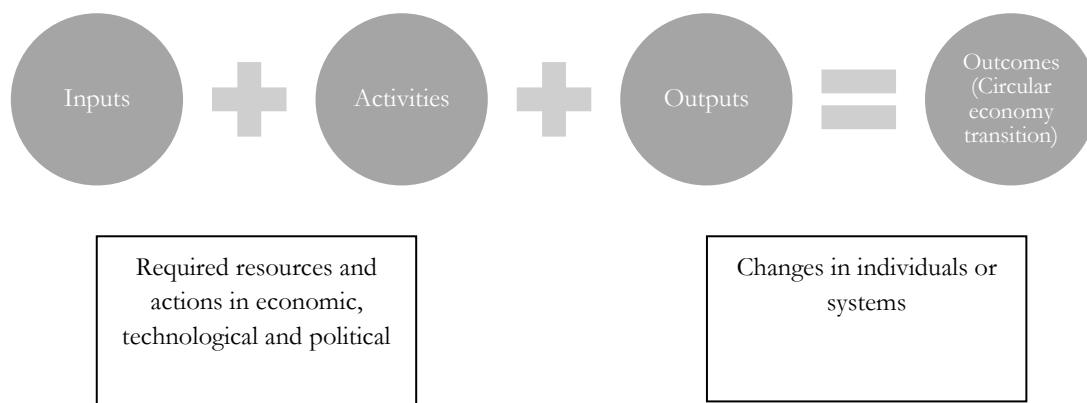 Inputs
Activities
Outputs
Outcomes
(Circular
economy
transition)
Required resources and
actions in economic,
technological and political
Changes in individuals or
systems